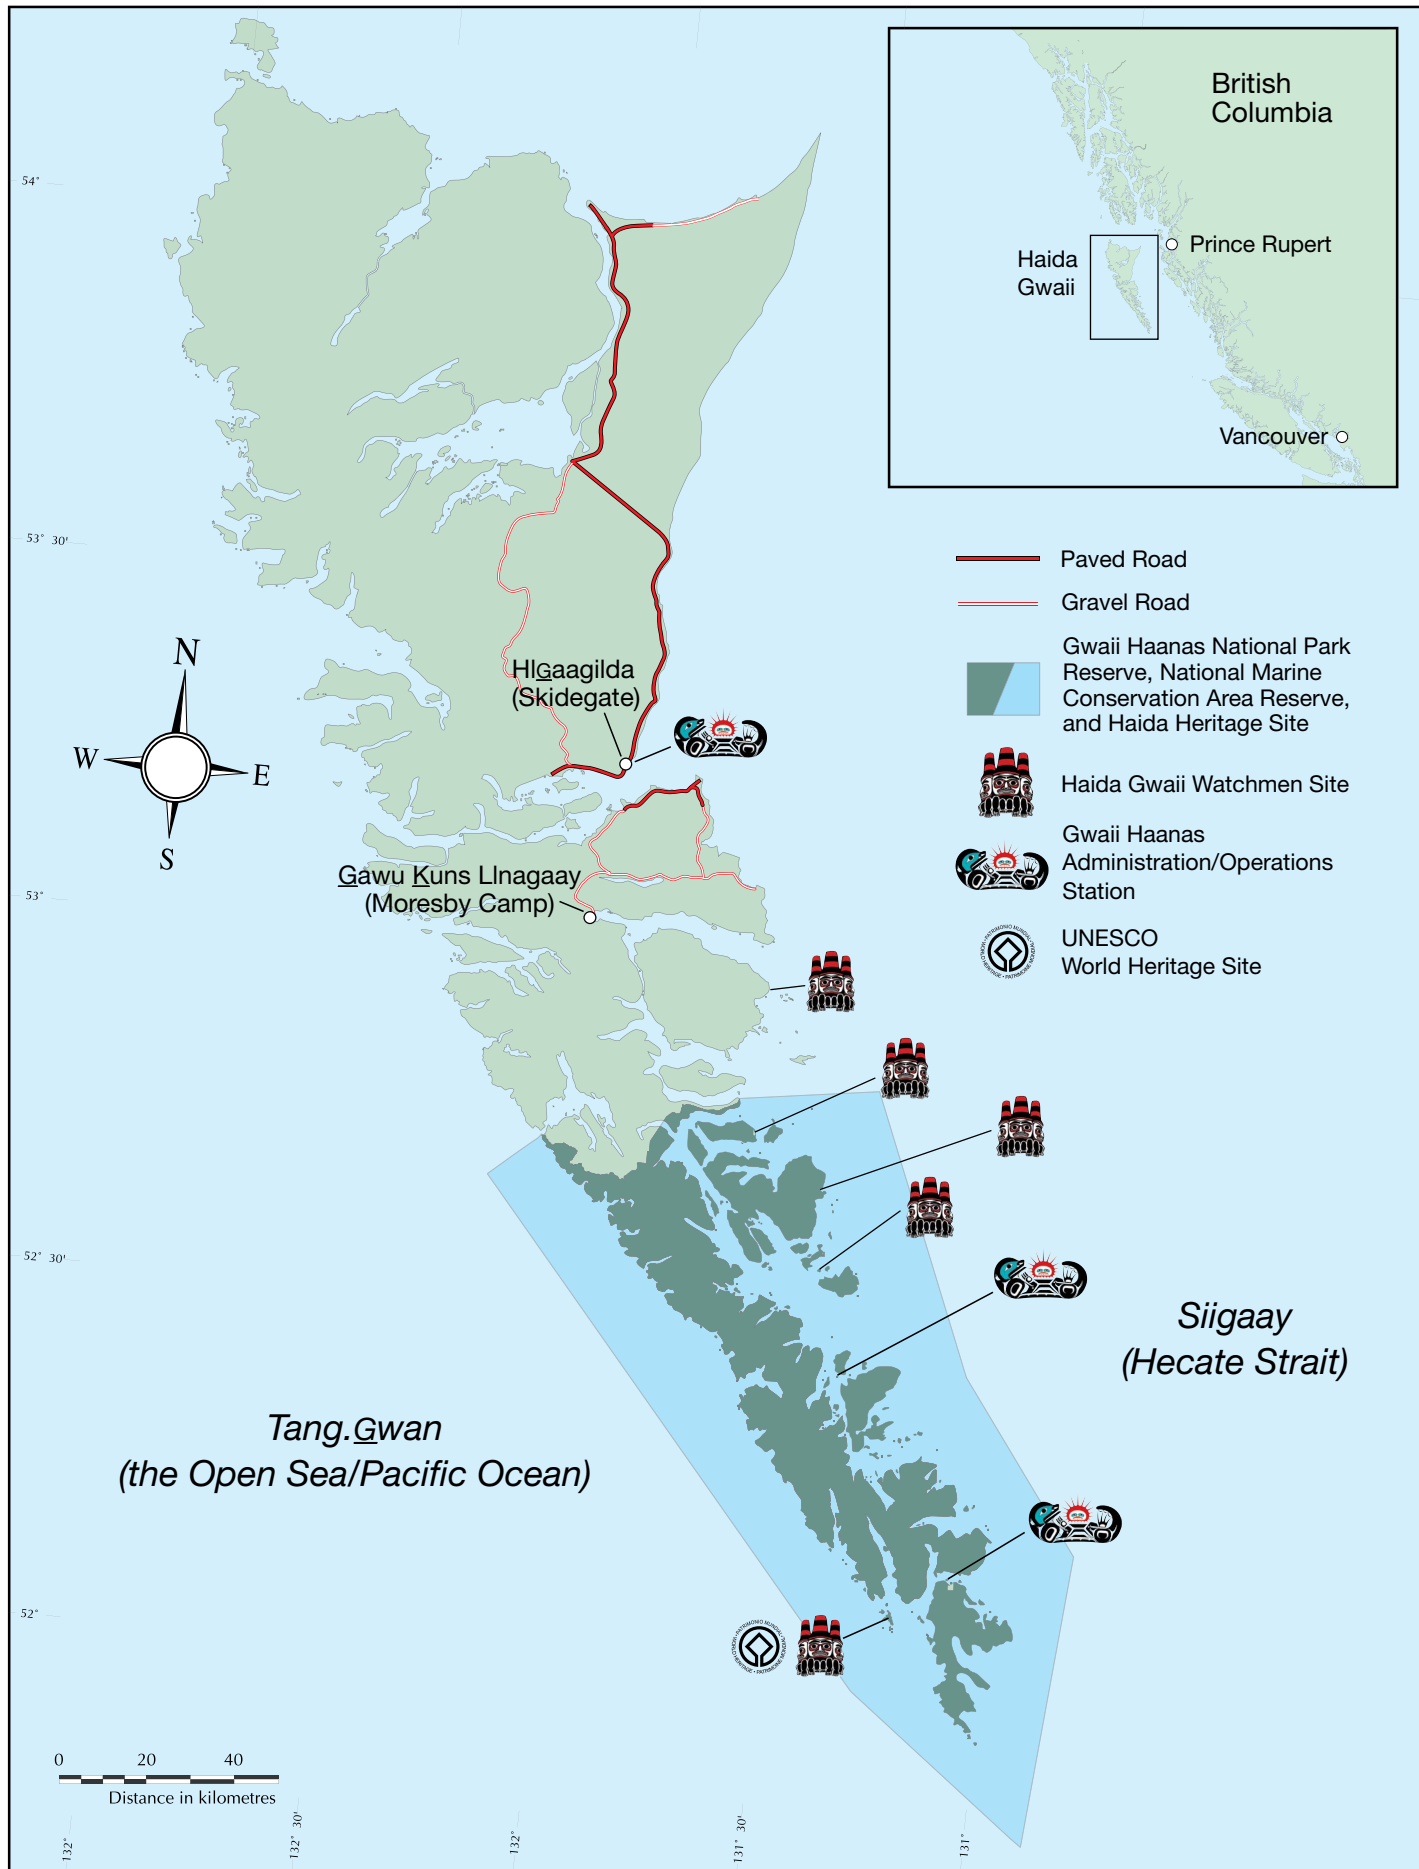 British
Columbia
Prince Rupert
Haida
Gwaii
Vancouver
54°
53° 30'
53°
52° 30'
52°
Paved Road
Gravel Road
Gwaii Haanas National Park
Reserve, National Marine
Conservation Area Reserve,
and Haida Heritage Site
Haida Gwaii Watchmen Site
Gwaii Haanas
Administration/Operations
Station
UNESCO
World Heritage Site
N
W
E
S
HlGaagilda
(Skidegate)
Gawu Kuns Llnagaay
(Moresby Camp)
Siigaay
(Hecate Strait)
Tang.Gwan
(the Open Sea/Pacific Ocean)
0 20 40
Distance in kilometres
132°
132° 30'
132°
131° 30'
131°